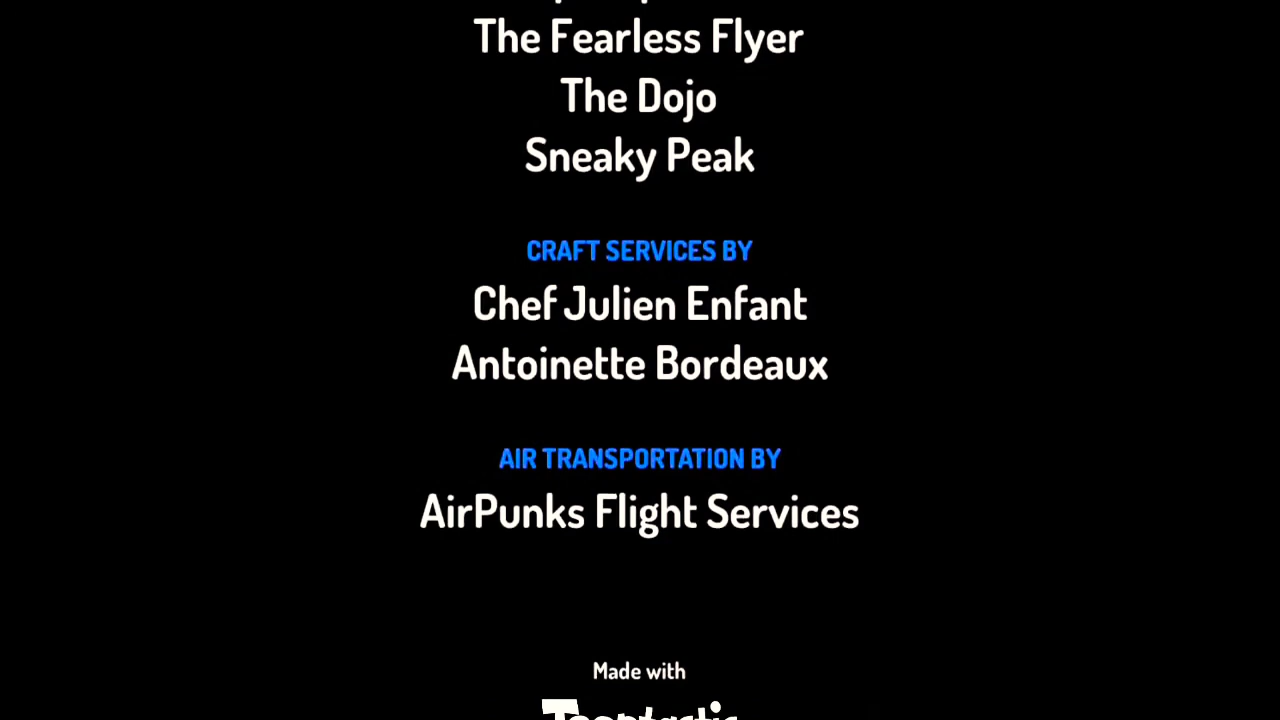 The Fearless Flyer
The Dojo
Sneaky Peak
CRAFT SERVICES BY
Chef Julien Enfant
Antoinette Bordeaux
AIR TRANSPORTATION BY
AirPunks Flight Services
Made with
Toontastic